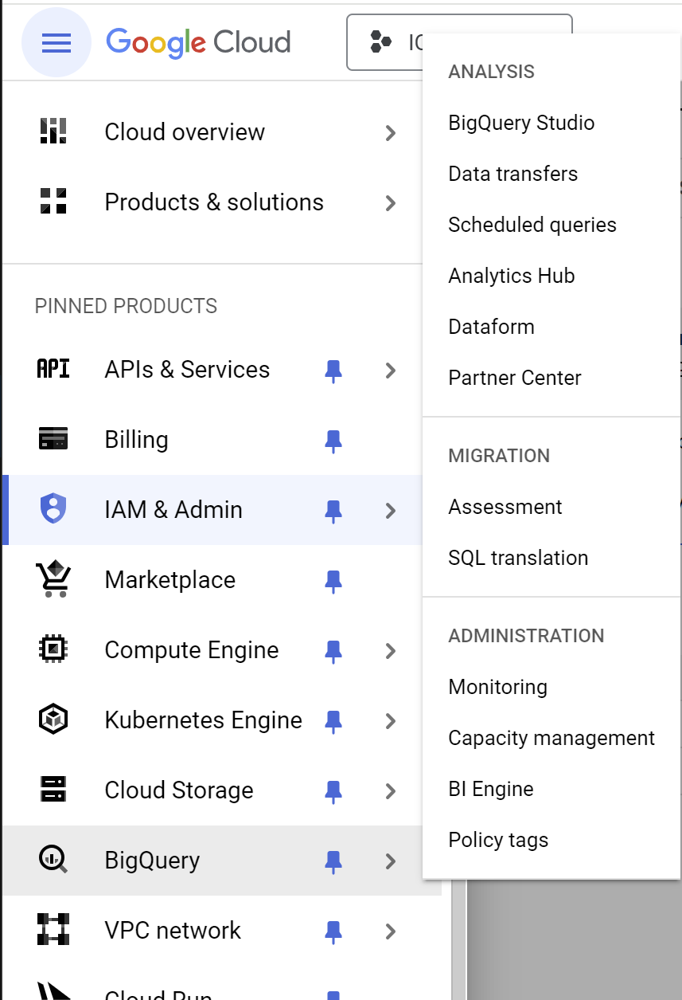 Google Cloud
Cloud overview
Products & solutions
PINNED PRODUCTS
API APIs & Services
Billing
IAM & Admin
Marketplace
Compute Engine
Kubernetes Engine
Cloud Storage
BigQuery
VPC network
Cloud Run
ANALYSIS
BigQuery Studio
Data transfers
Scheduled queries
Analytics Hub
Dataform
Partner Center
MIGRATION
Assessment
SQL translation
ADMINISTRATION
Monitoring
Capacity management
BI Engine
Policy tags